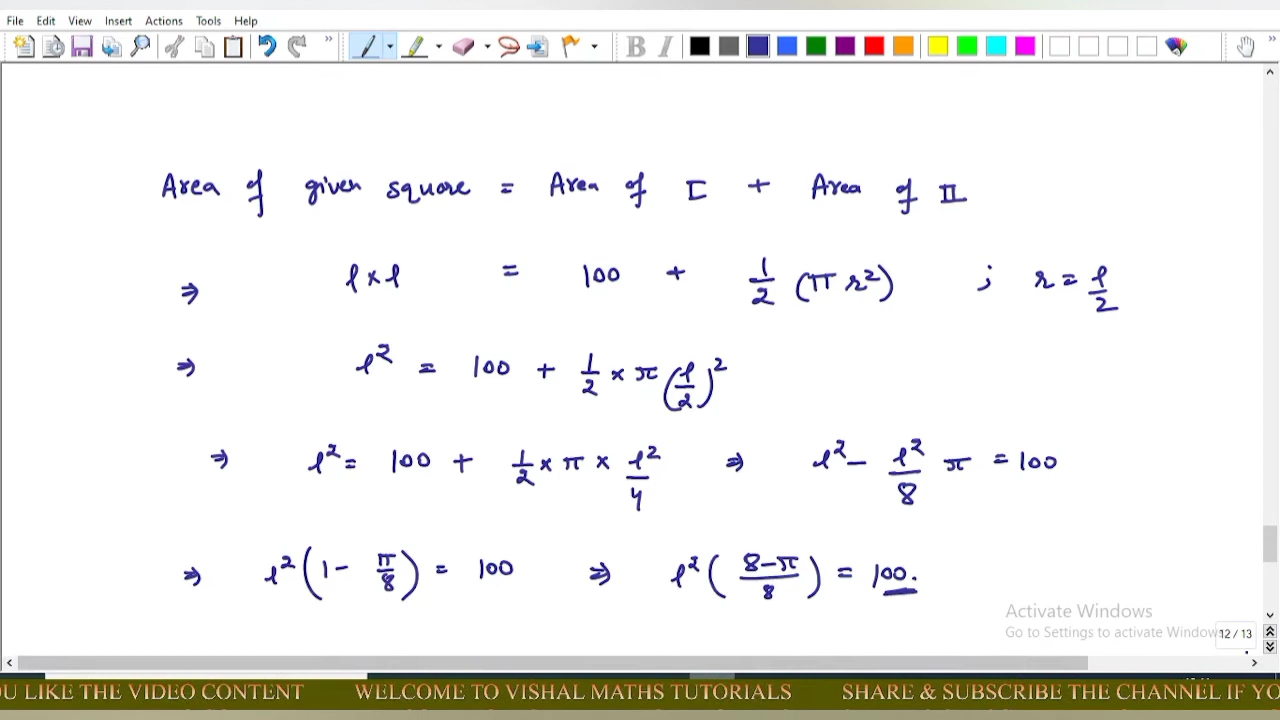 File Edit View Insert Actions Tools Help
Area of given square = Area of I + Area of II
⇒ l × l = 100 + 1/2 (π r²) ; r = l/2
⇒ l² = 100 + 1/2 × π (l/2)²
⇒ l² = 100 + 1/2 × π × l²/4 ⇒ l² - l²/8 π = 100
⇒ l² (1 - π/8) = 100 ⇒ l² (8-π/8) = 100.
Activate Windows
Go to Settings to activate Window
12 / 13
OU LIKE THE VIDEO CONTENT WELCOME TO VISHAL MATHS TUTORIALS SHARE & SUBSCRIBE THE CHANNEL IF YO